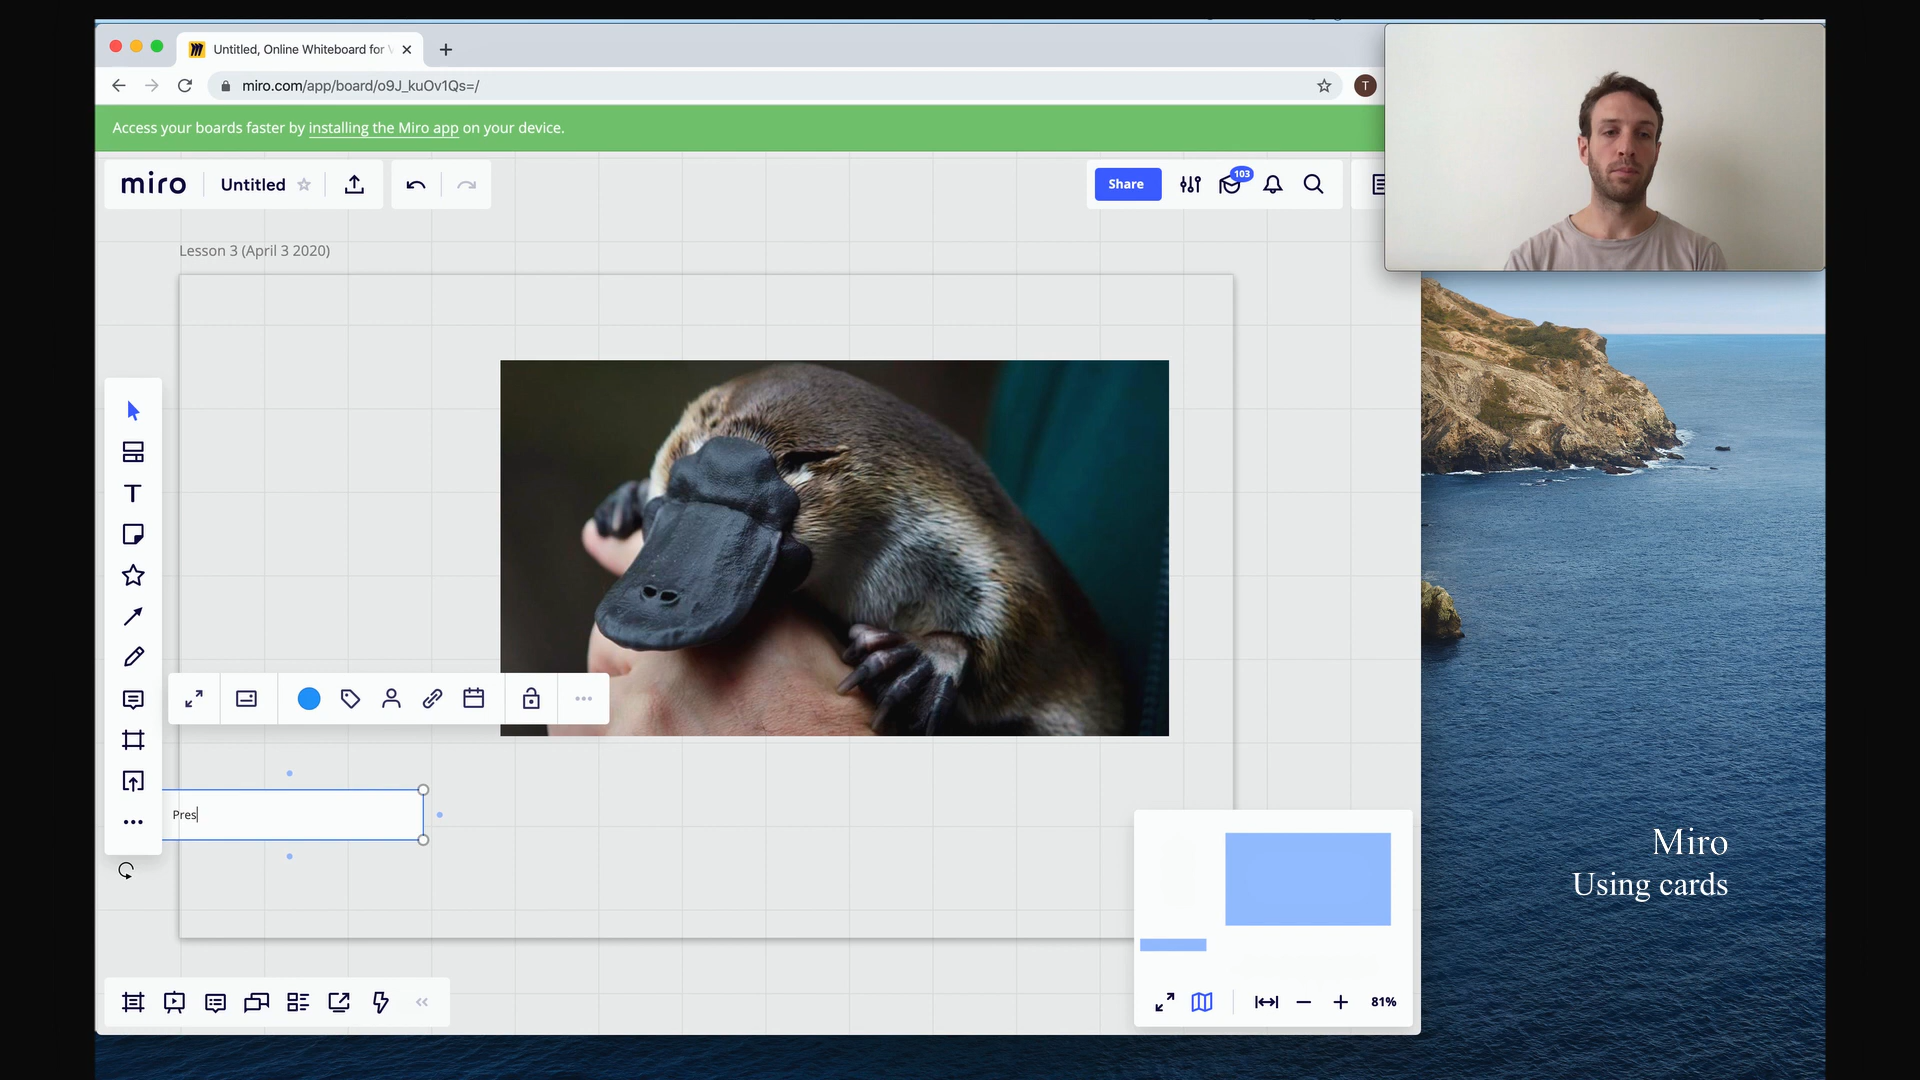 Untitled, Online Whiteboard for
miro.com/app/board/o9J_kuOv1Qs=/
T
Access your boards faster by installing the Miro app on your device.
miro
Untitled
Share
103
Lesson 3 (April 3 2020)
T
Pres
81%
Miro
Using cards